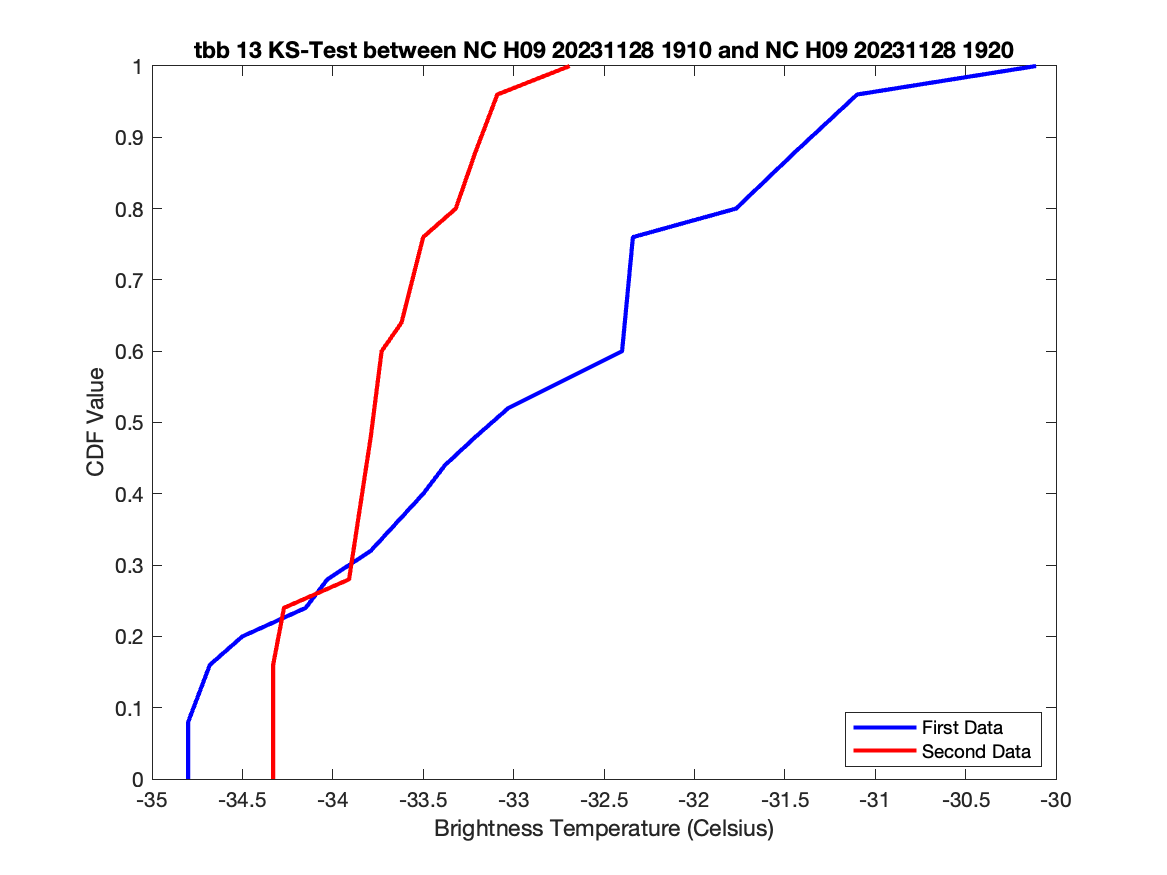 tbb 13 KS-Test between NC H09 20231128 1910 and NC H09 20231128 1920
1
0.9
0.8
0.7
0.6
0.5
0.4
0.3
0.2
0.1
0
CDF Value
First Data
Second Data
-35 -34.5 -34 -33.5 -33 -32.5 -32 -31.5 -31 -30.5 -30
Brightness Temperature (Celsius)